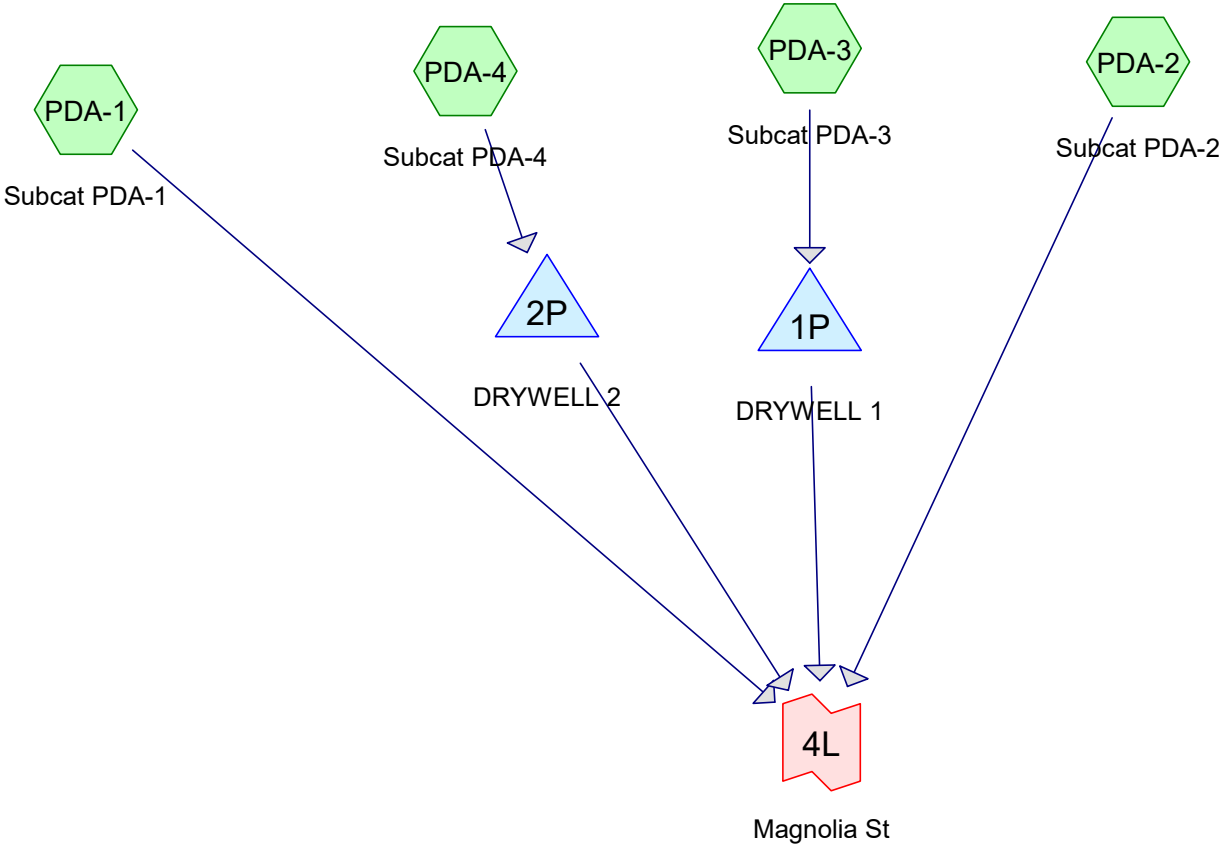 PDA-1
Subcat PDA-1
PDA-4
Subcat PDA-4
PDA-3
Subcat PDA-3
PDA-2
Subcat PDA-2
2P
DRYWELL 2
1P
DRYWELL 1
4L
Magnolia St